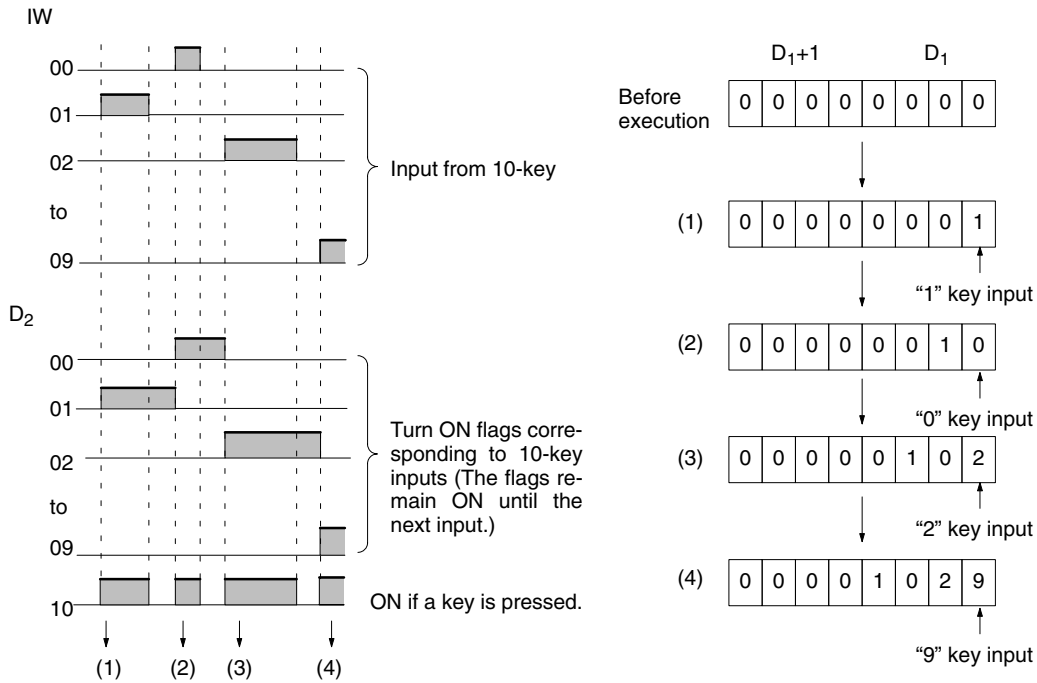 IW
00
01
02
to
09
Input from 10-key
D2
00
01
02
to
09
10
Turn ON flags corre-
sponding to 10-key
inputs (The flags re-
main ON until the
next input.)
ON if a key is pressed.
(1) (2) (3) (4)
D1+1 D1
Before
execution
0 0 0 0 0 0 0 0
(1) 0 0 0 0 0 0 0 1
“1” key input
(2) 0 0 0 0 0 0 1 0
“0” key input
(3) 0 0 0 0 0 1 0 2
“2” key input
(4) 0 0 0 0 1 0 2 9
“9” key input